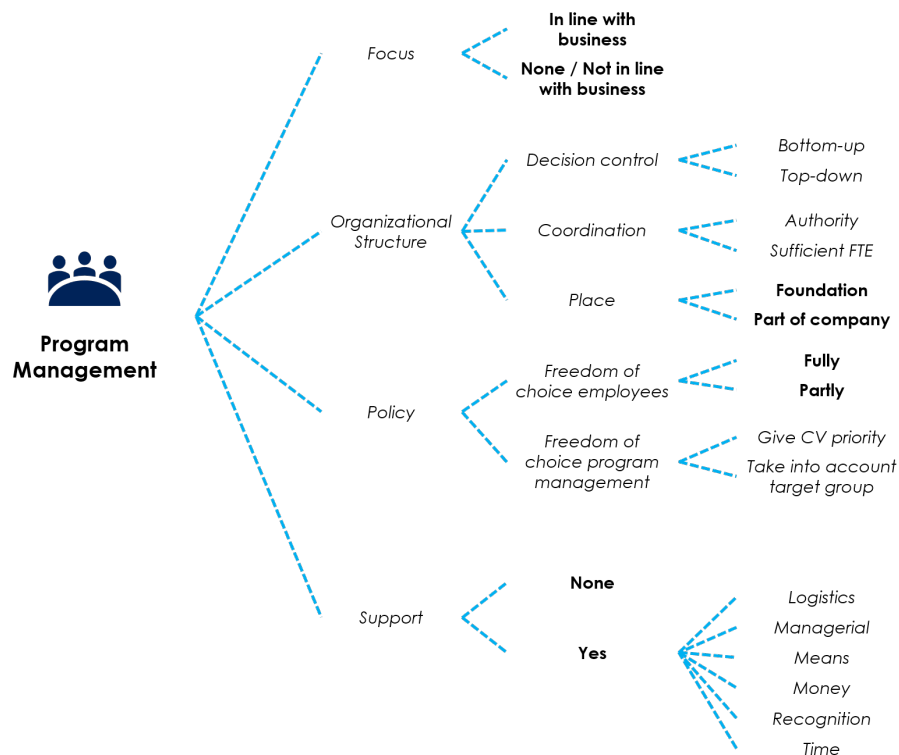 Program
Management
Focus
In line with
business
None / Not in line
with business
Organizational
Structure
Decision control
Bottom-up
Top-down
Coordination
Authority
Sufficient FTE
Place
Foundation
Part of company
Policy
Freedom of
choice employees
Fully
Partly
Freedom of
choice program
management
Give CV priority
Take into account
target group
Support
None
Yes
Logistics
Managerial
Means
Money
Recognition
Time